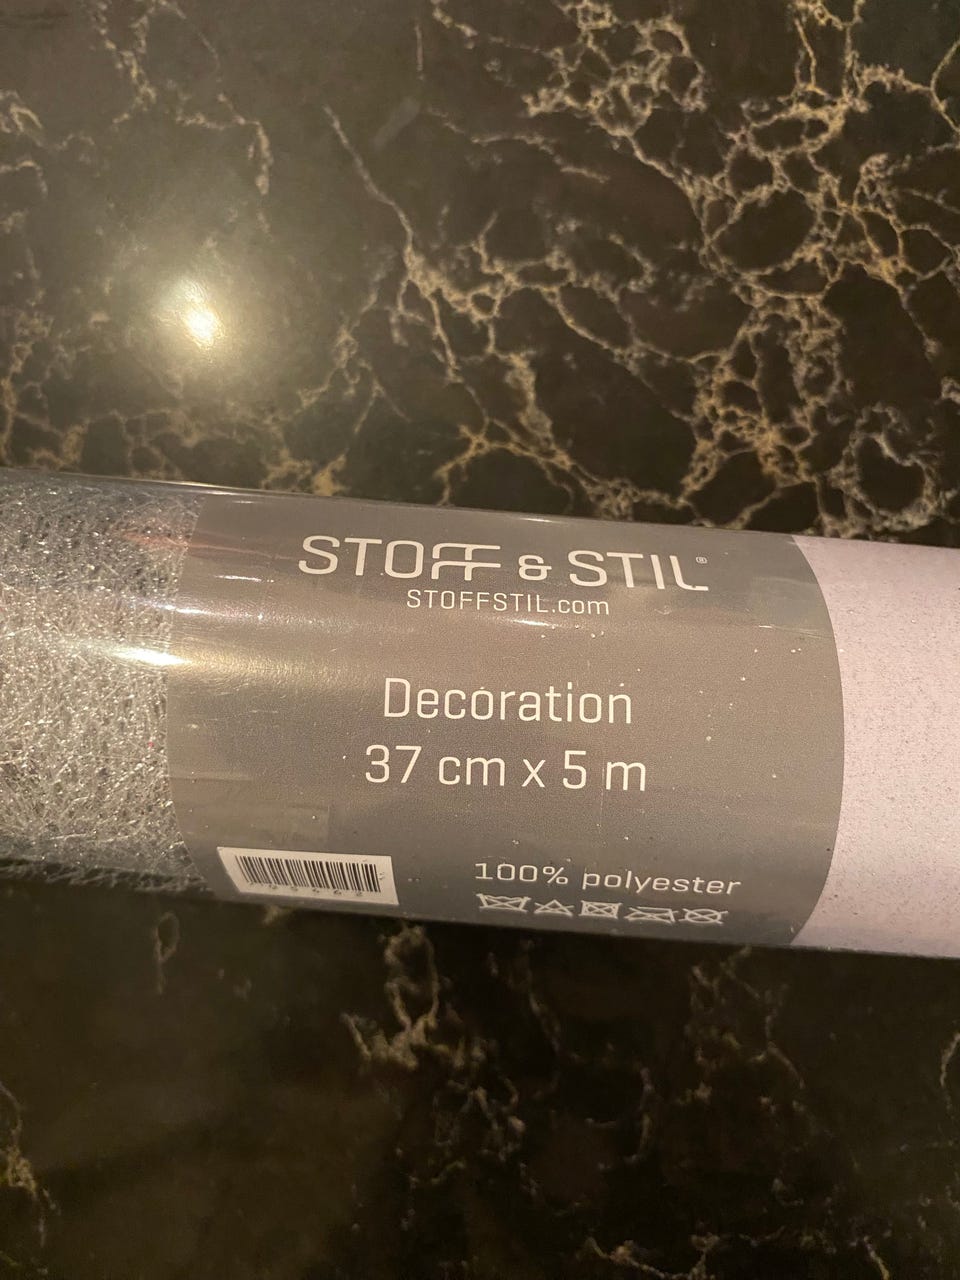 STOFF & STIL®
STOFFSTIL.com
Decoration
37 cm x 5 m
100% polyester